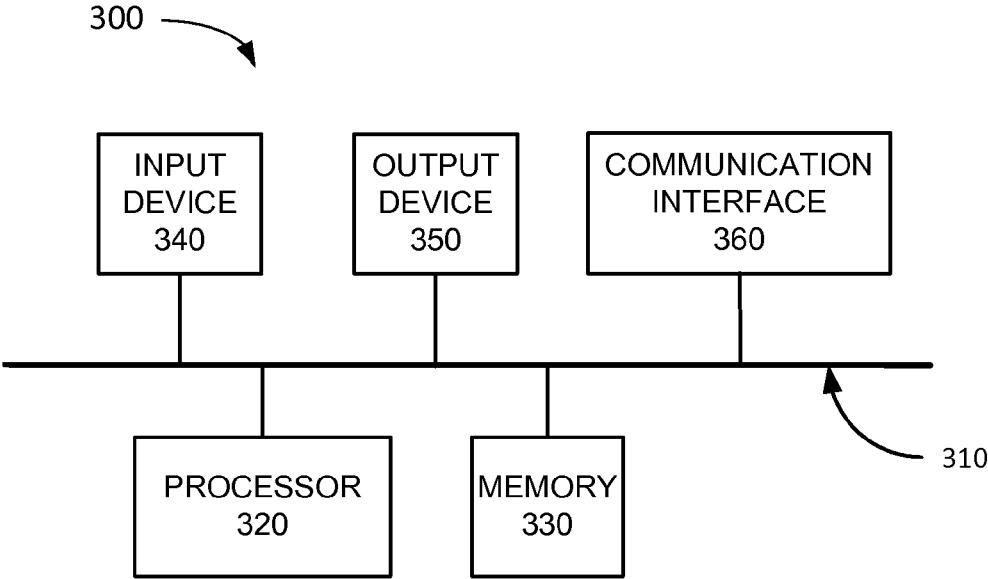 300
INPUT
DEVICE
340
OUTPUT
DEVICE
350
COMMUNICATION
INTERFACE
360
310
PROCESSOR
320
MEMORY
330